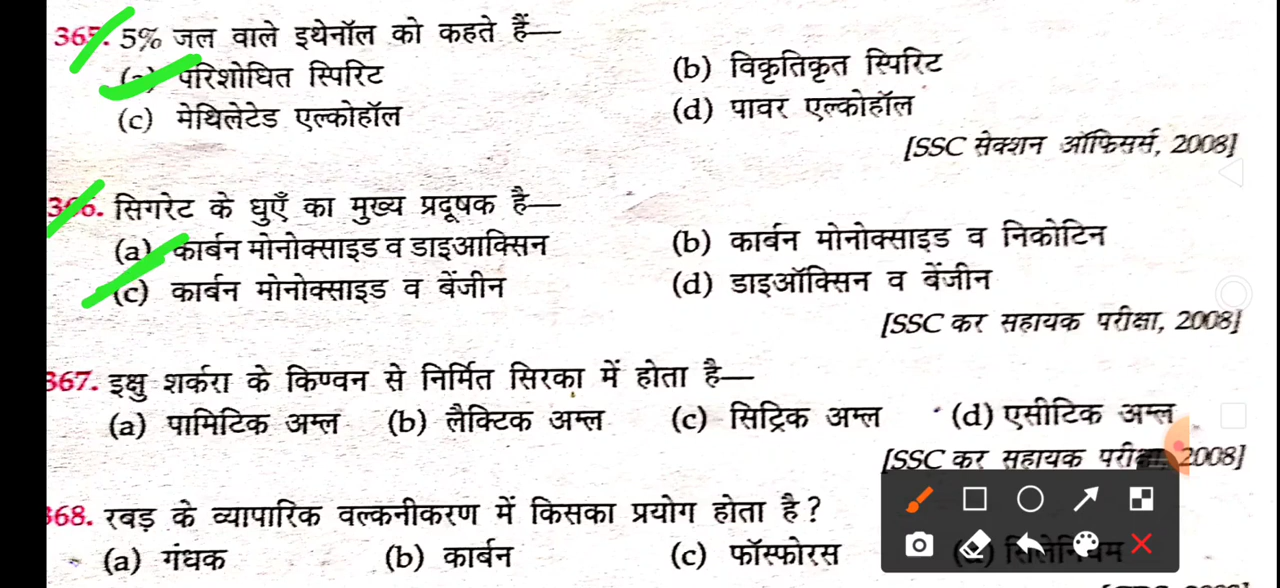 365. 5% जल वाले इथेनॉल को कहते हैं—
(a) परिशोधित स्पिरिट (b) विकृतिकृत स्पिरिट
(c) मेथिलेटेड एल्कोहॉल (d) पावर एल्कोहॉल
[SSC सेक्शन ऑफिसर्स, 2008]
366. सिगरेट के धुएँ का मुख्य प्रदूषक है—
(a) कार्बन मोनोक्साइड व डाइआक्सिन (b) कार्बन मोनोक्साइड व निकोटिन
(c) कार्बन मोनोक्साइड व बेंजीन (d) डाइऑक्सिन व बेंजीन
[SSC कर सहायक परीक्षा, 2008]
367. इक्षु शर्करा के किण्वन से निर्मित सिरका में होता है—
(a) पामिटिक अम्ल (b) लैक्टिक अम्ल (c) सिट्रिक अम्ल (d) एसीटिक अम्ल
[SSC कर सहायक परीक्षा, 2008]
368. रबड़ के व्यापारिक वल्कनीकरण में किसका प्रयोग होता है ?
(a) गंधक (b) कार्बन (c) फॉस्फोरस (d) सिलेनियम